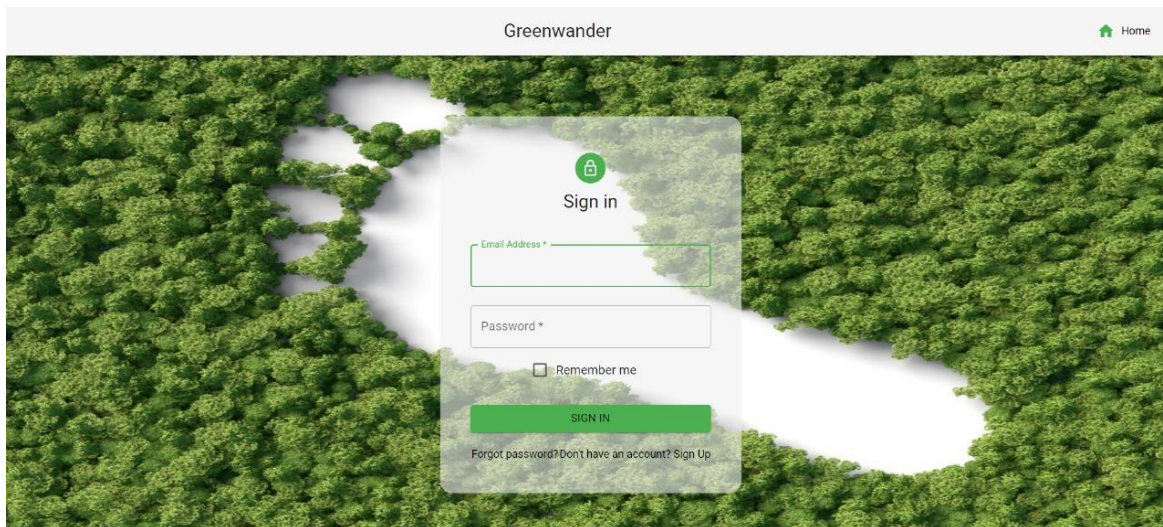 Greenwander
Home
Sign in
Email Address *
Password *
Remember me
SIGN IN
Forgot password? Don't have an account? Sign Up